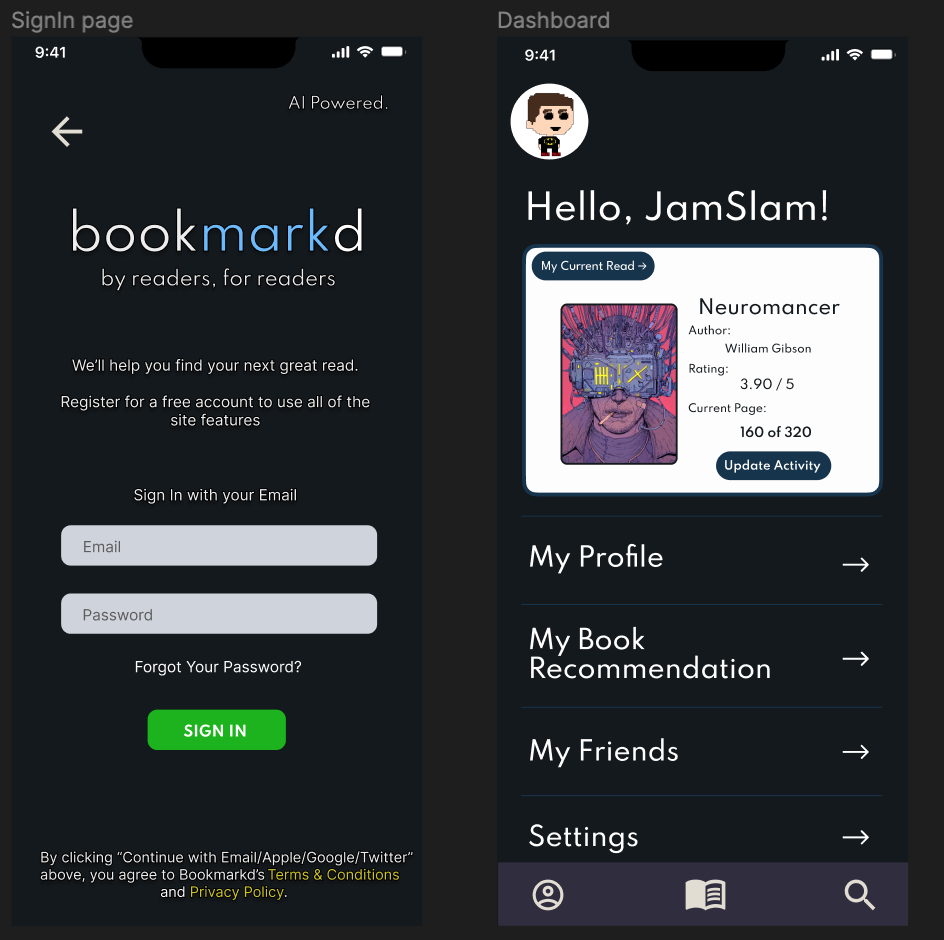 SignIn page
9:41
AI Powered.
bookmarkd
by readers, for readers
We'll help you find your next great read.
Register for a free account to use all of the
site features
Sign In with your Email
Email
Password
Forgot Your Password?
SIGN IN
By clicking “Continue with Email/Apple/Google/Twitter”
above, you agree to Bookmarkd's Terms & Conditions
and Privacy Policy.
Dashboard
9:41
Hello, JamSlam!
My Current Read →
Neuromancer
Author:
William Gibson
Rating:
3.90 / 5
Current Page:
160 of 320
Update Activity
My Profile →
My Book
Recommendation →
My Friends →
Settings →